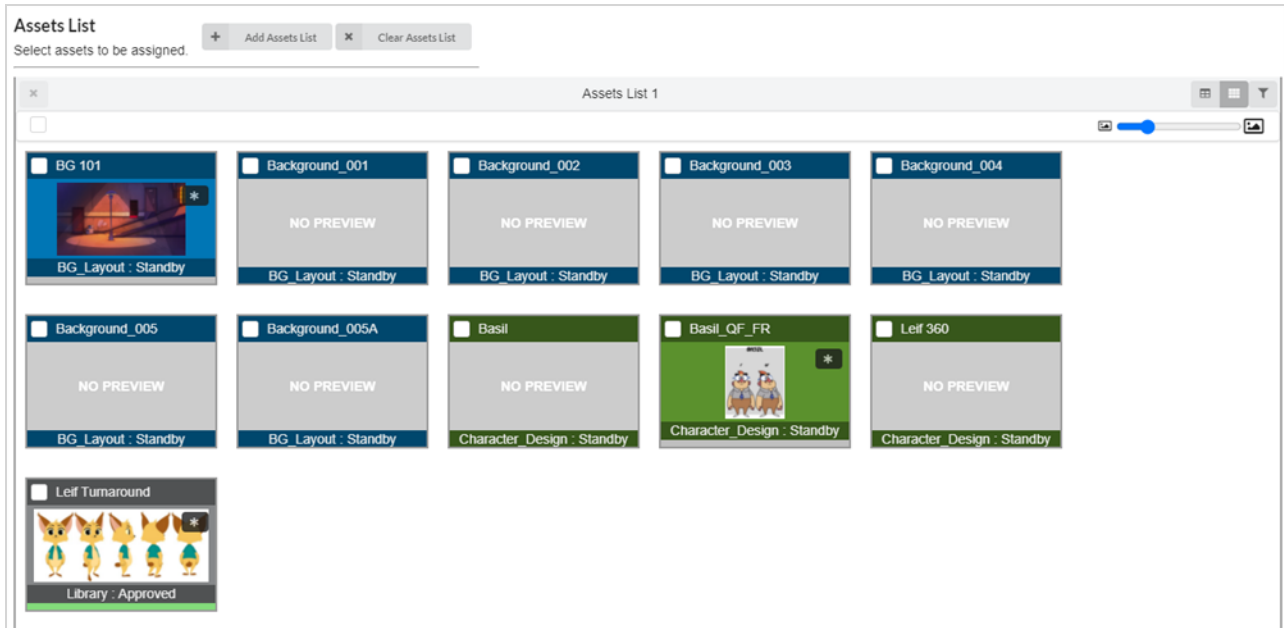 Assets List
Select assets to be assigned.
Add Assets List
Clear Assets List
Assets List 1
BG 101
BG_Layout : Standby
Background_001
NO PREVIEW
BG_Layout : Standby
Background_002
NO PREVIEW
BG_Layout : Standby
Background_003
NO PREVIEW
BG_Layout : Standby
Background_004
NO PREVIEW
BG_Layout : Standby
Background_005
NO PREVIEW
BG_Layout : Standby
Background_005A
NO PREVIEW
BG_Layout : Standby
Basil
NO PREVIEW
Character_Design : Standby
Basil_QF_FR
Character_Design : Standby
Leif 360
NO PREVIEW
Character_Design : Standby
Leif Turnaround
Library : Approved